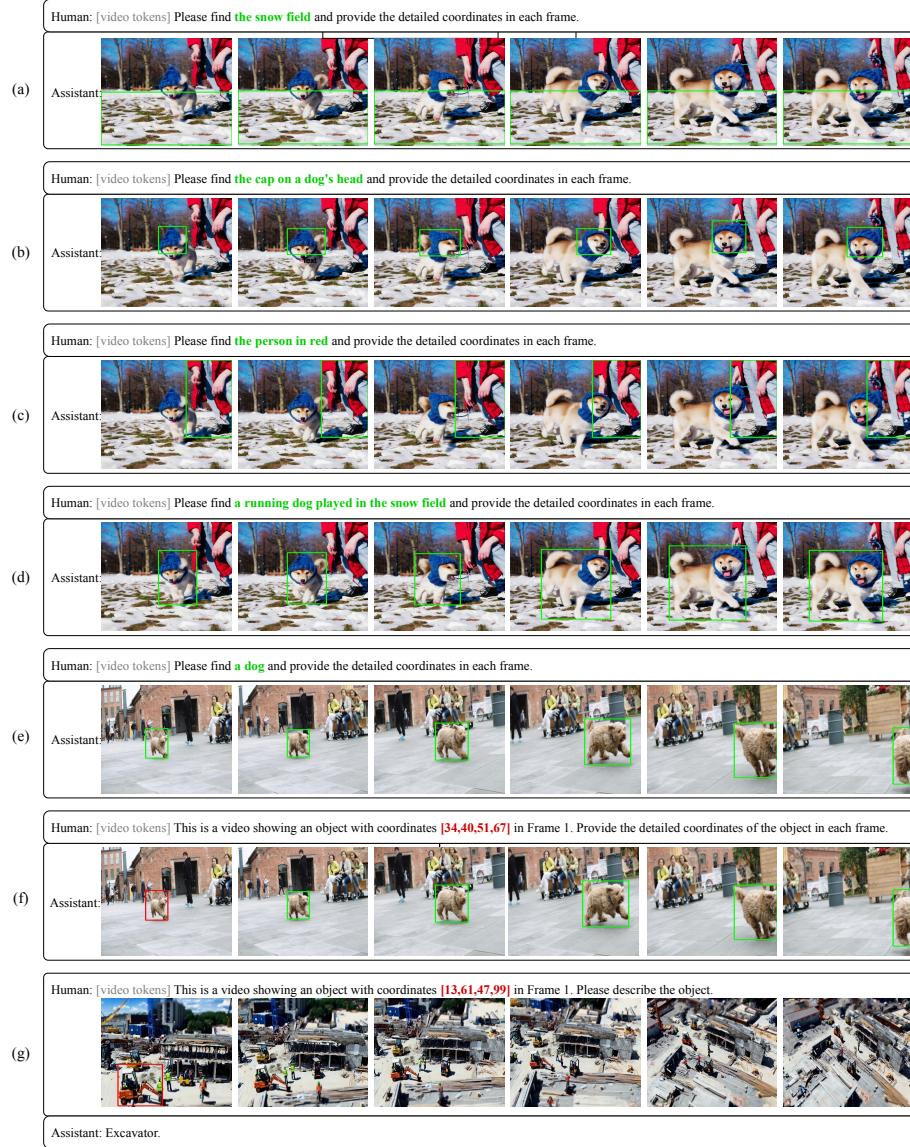 Human: [video tokens] Please find the snow field and provide the detailed coordinates in each frame.
(a)
Assistant:
Human: [video tokens] Please find the cap on a dog's head and provide the detailed coordinates in each frame.
(b)
Assistant:
Human: [video tokens] Please find the person in red and provide the detailed coordinates in each frame.
(c)
Assistant:
Human: [video tokens] Please find a running dog played in the snow field and provide the detailed coordinates in each frame.
(d)
Assistant:
Human: [video tokens] Please find a dog and provide the detailed coordinates in each frame.
(e)
Assistant:
Human: [video tokens] This is a video showing an object with coordinates [34,40,51,67] in Frame 1. Provide the detailed coordinates of the object in each frame.
(f)
Assistant:
Human: [video tokens] This is a video showing an object with coordinates [13,61,47,99] in Frame 1. Please describe the object.
(g)
Assistant: Excavator.